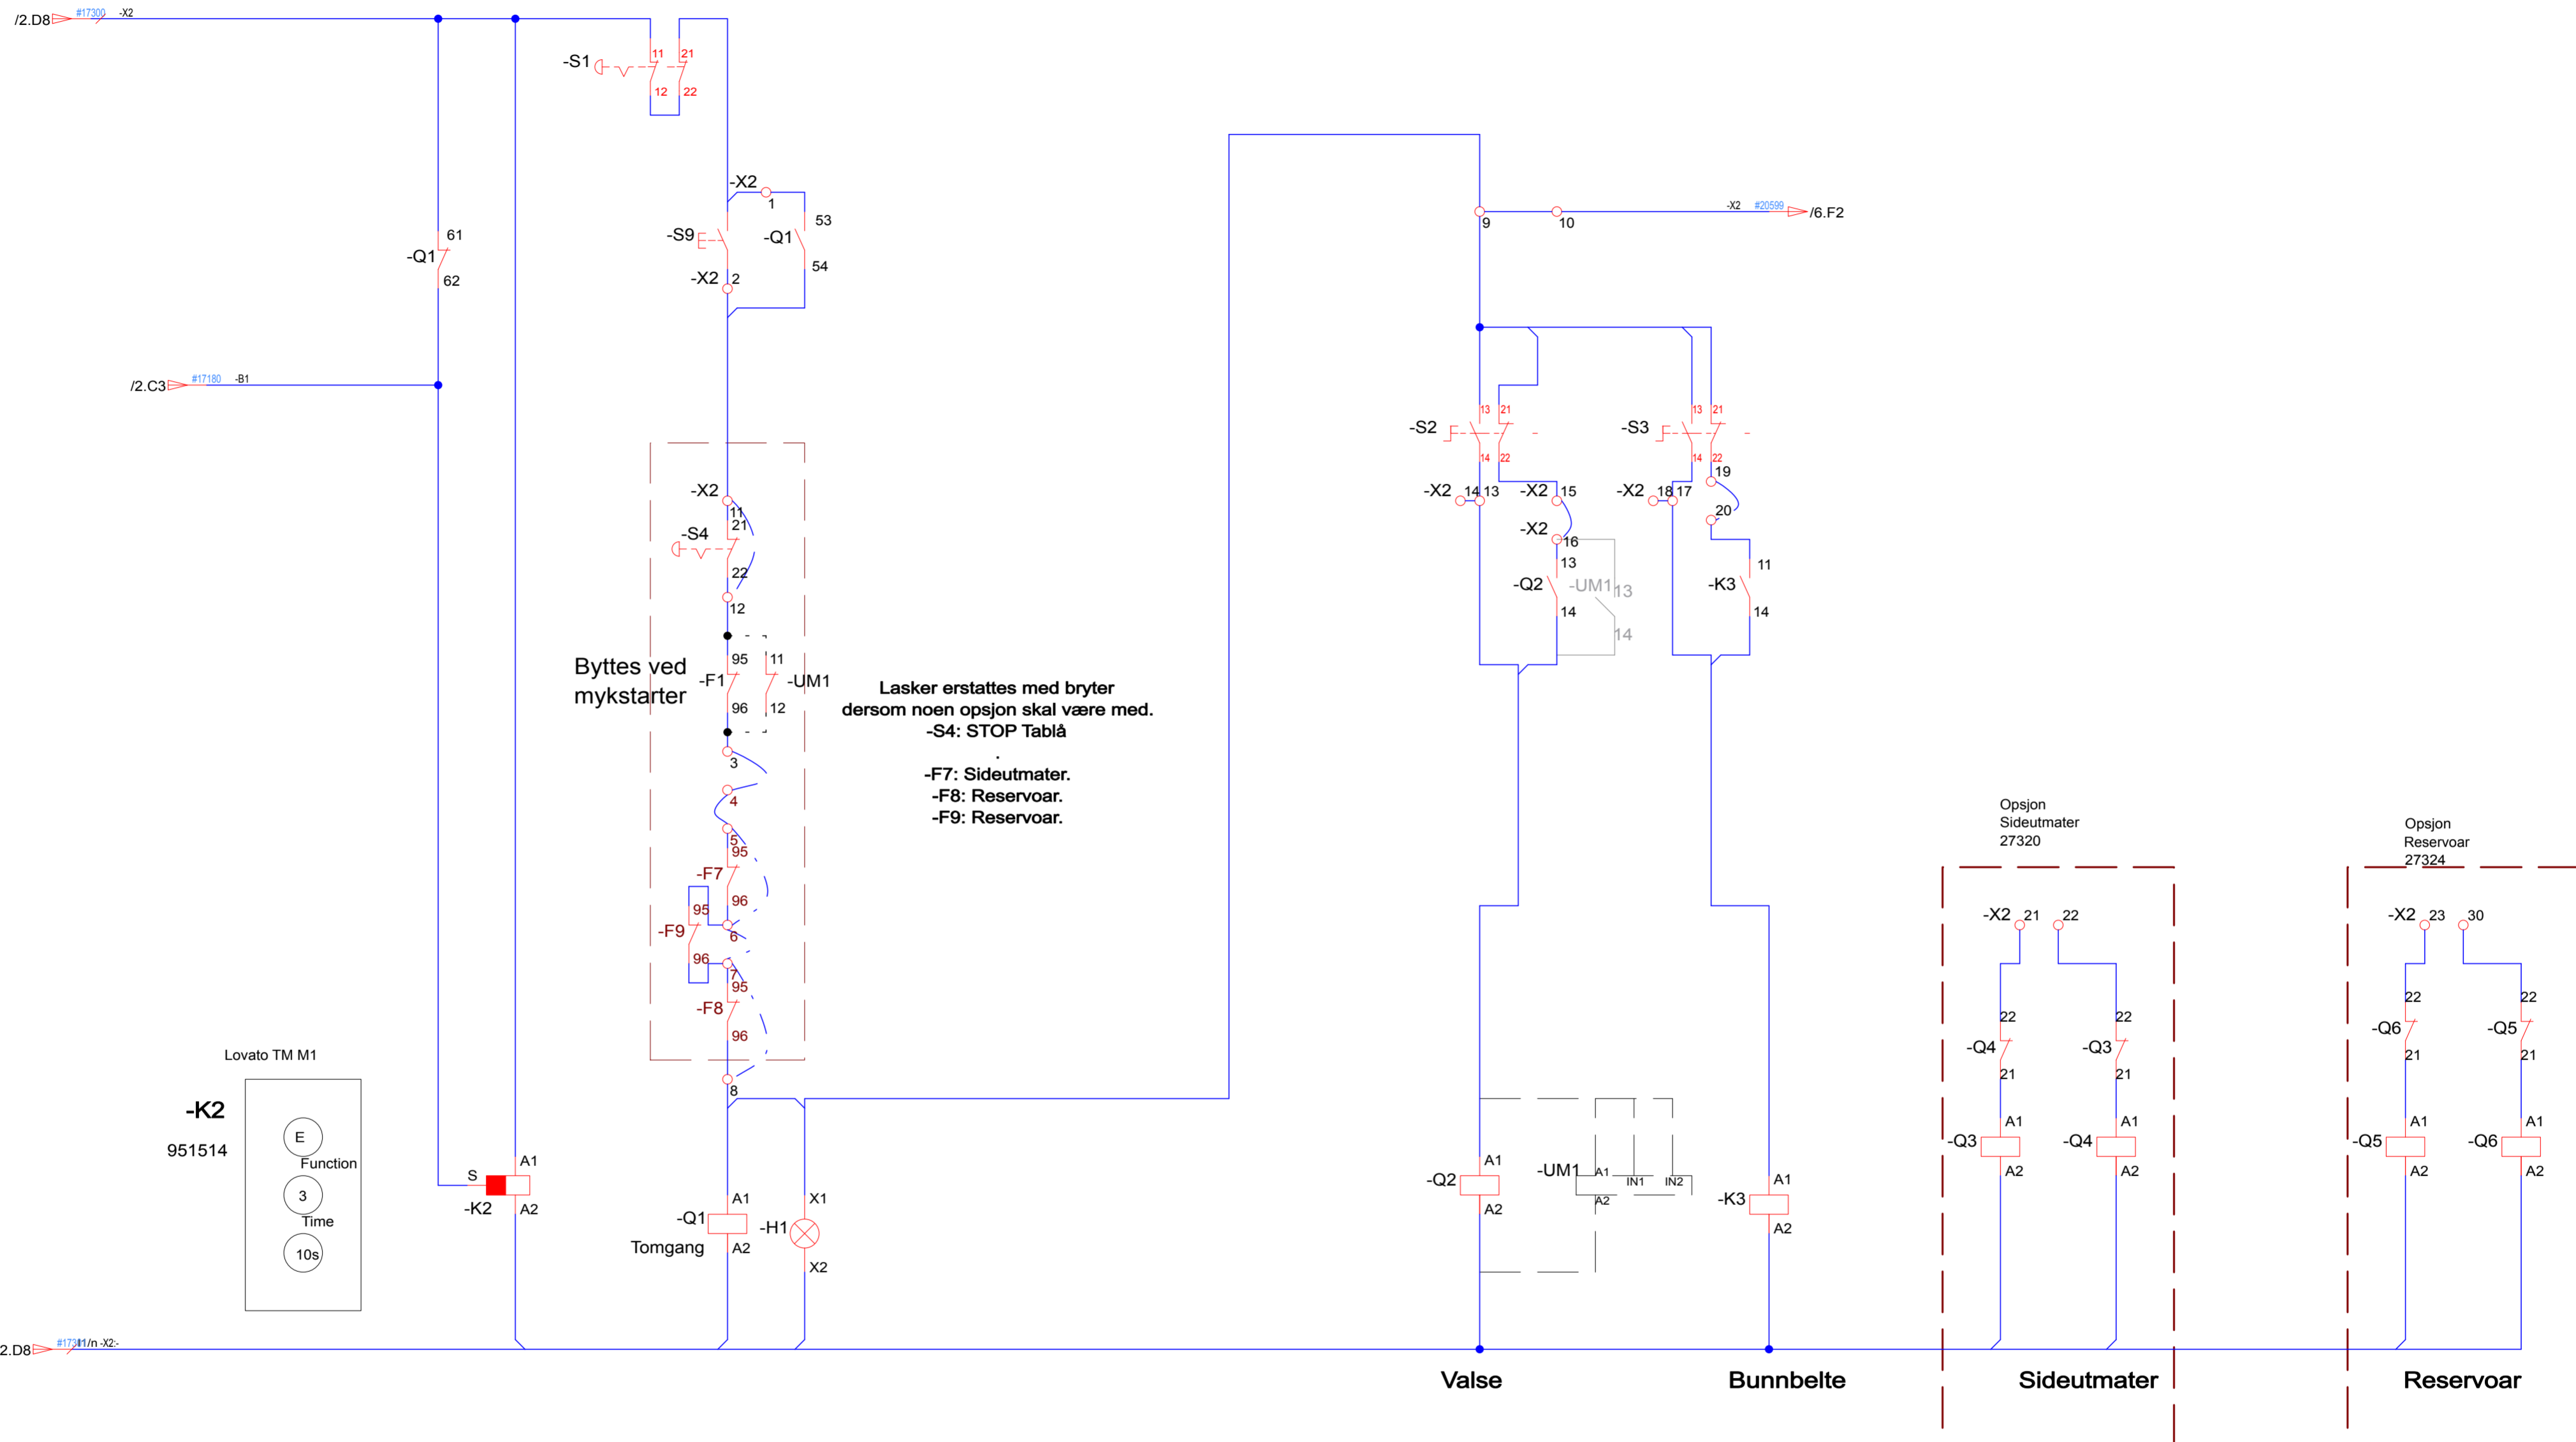 /2.D8
#17300
-X2
-S1
11
21
12
22
-X2
1
-S9
-Q1
53
54
-X2
2
-Q1
61
62
/2.C3
#17180
-B1
9
10
-X2
#20599
/6.F2
-S2
13
21
14
22
-S3
13
21
14
22
-X2
14
13
-X2
15
-X2
16
-X2
18
17
19
20
-Q2
13
14
-UM1
13
14
-K3
11
14
-X2
11
-S4
21
22
12
Byttes ved
mykstarter
-F1
95
96
11
-UM1
12
3
4
5
-F7
95
96
-F9
95
96
6
7
-F8
95
96
8
Lasker erstattes med bryter
dersom noen opsjon skal være med.
-S4: STOP Tablå
.
-F7: Sideutmater.
-F8: Reservoar.
-F9: Reservoar.
Lovato TM M1
-K2
951514
E
Function
3
Time
10s
S
-K2
A1
A2
-Q1
A1
A2
Tomgang
-H1
X1
X2
-Q2
A1
A2
-UM1
A1
A2
IN1
IN2
-K3
A1
A2
Opsjon
Sideutmater
27320
-X2
21
22
-Q4
22
21
-Q3
22
21
-Q3
A1
A2
-Q4
A1
A2
Opsjon
Reservoar
27324
-X2
23
30
-Q6
22
21
-Q5
22
21
-Q5
A1
A2
-Q6
A1
A2
2.D8
/n -X2:-
Valse
Bunnbelte
Sideutmater
Reservoar